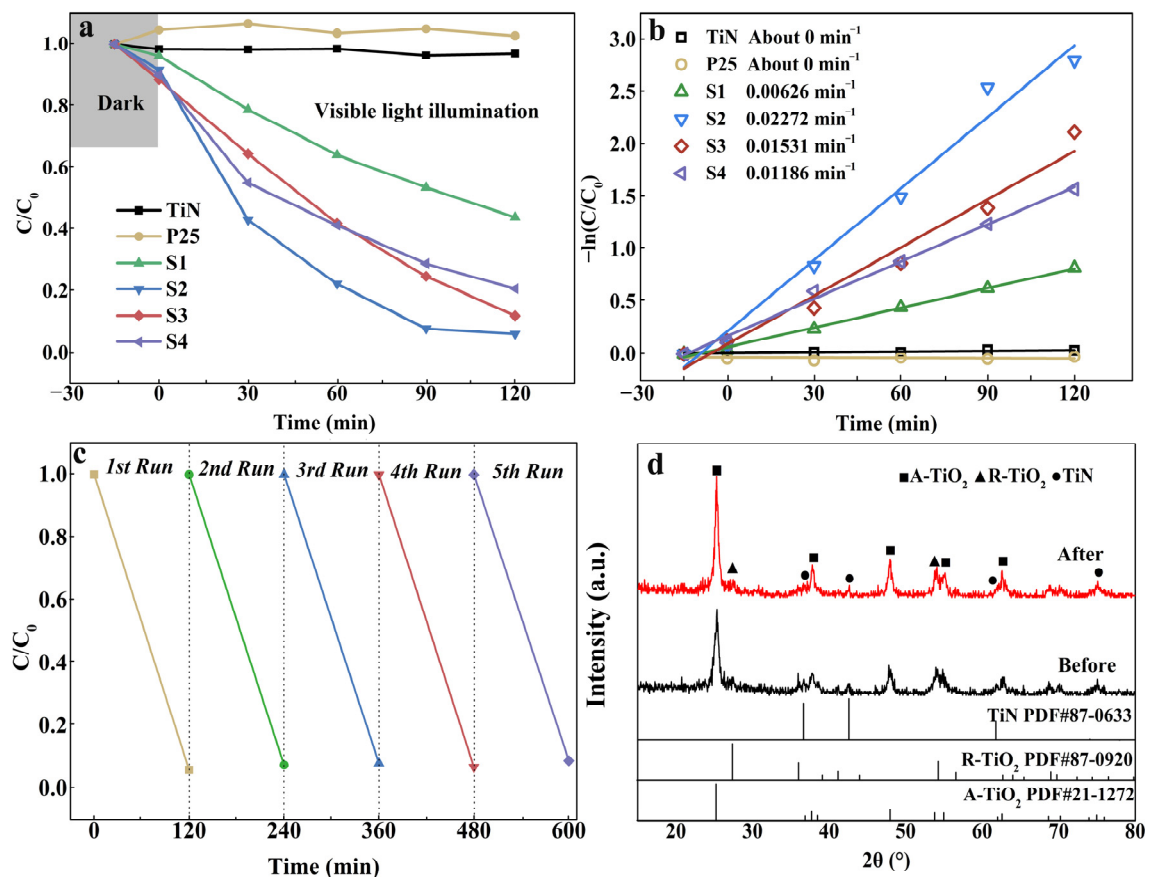 a
Dark
Visible light illumination
TiN
P25
S1
S2
S3
S4
C/C₀
1.0
0.8
0.6
0.4
0.2
0.0
−30 0 30 60 90 120
Time (min)
b
TiN About 0 min⁻¹
P25 About 0 min⁻¹
S1 0.00626 min⁻¹
S2 0.02272 min⁻¹
S3 0.01531 min⁻¹
S4 0.01186 min⁻¹
−ln(C/C₀)
3.0
2.5
2.0
1.5
1.0
0.5
0.0
−30 0 30 60 90 120
Time (min)
c
1st Run 2nd Run 3rd Run 4th Run 5th Run
C/C₀
1.0
0.8
0.6
0.4
0.2
0.0
0 120 240 360 480 600
Time (min)
d
A-TiO₂ R-TiO₂ TiN
After
Before
TiN PDF#87-0633
R-TiO₂ PDF#87-0920
A-TiO₂ PDF#21-1272
Intensity (a.u.)
20 30 40 50 60 70 80
2θ (°)